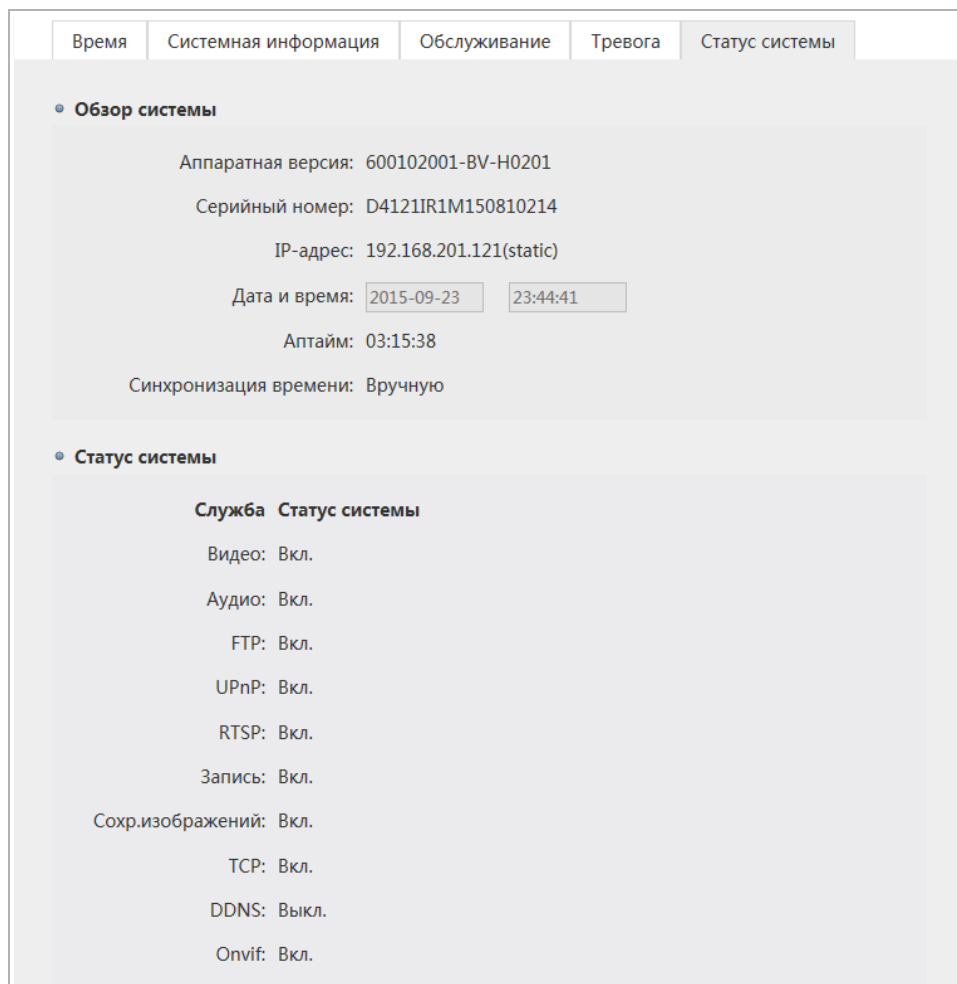 Время Системная информация Обслуживание Тревога Статус системы
Обзор системы
Аппаратная версия: 600102001-BV-H0201
Серийный номер: D4121IR1M150810214
IP-адрес: 192.168.201.121(static)
Дата и время: 2015-09-23 23:44:41
Аптайм: 03:15:38
Синхронизация времени: Вручную
Статус системы
Служба Статус системы
Видео: Вкл.
Аудио: Вкл.
FTP: Вкл.
UPnP: Вкл.
RTSP: Вкл.
Запись: Вкл.
Сохр.изображений: Вкл.
TCP: Вкл.
DDNS: Выкл.
Onvif: Вкл.